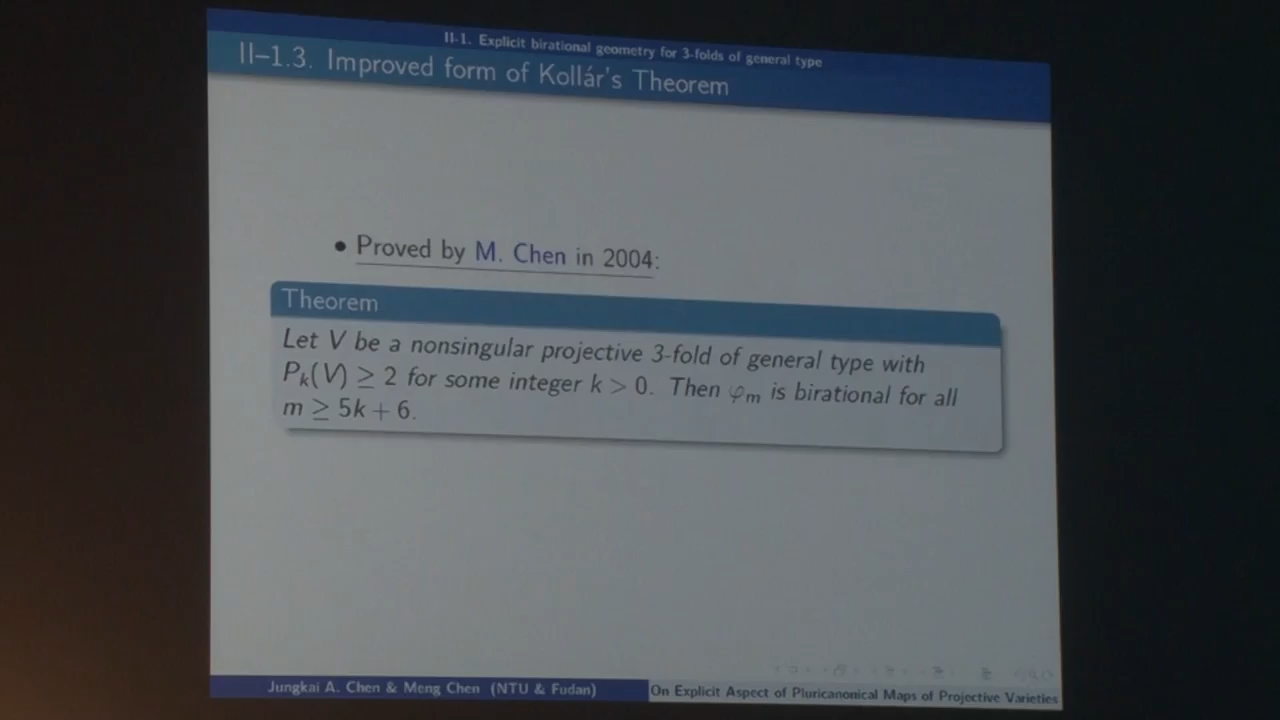 II-1. Explicit birational geometry for 3-folds of general type
II–1.3. Improved form of Kollár's Theorem
• Proved by M. Chen in 2004:
Theorem
Let V be a nonsingular projective 3-fold of general type with
P_k(V) ≥ 2 for some integer k > 0. Then φ_m is birational for all
m ≥ 5k + 6.
Jungkai A. Chen & Meng Chen (NTU & Fudan)
On Explicit Aspect of Pluricanonical Maps of Projective Varieties